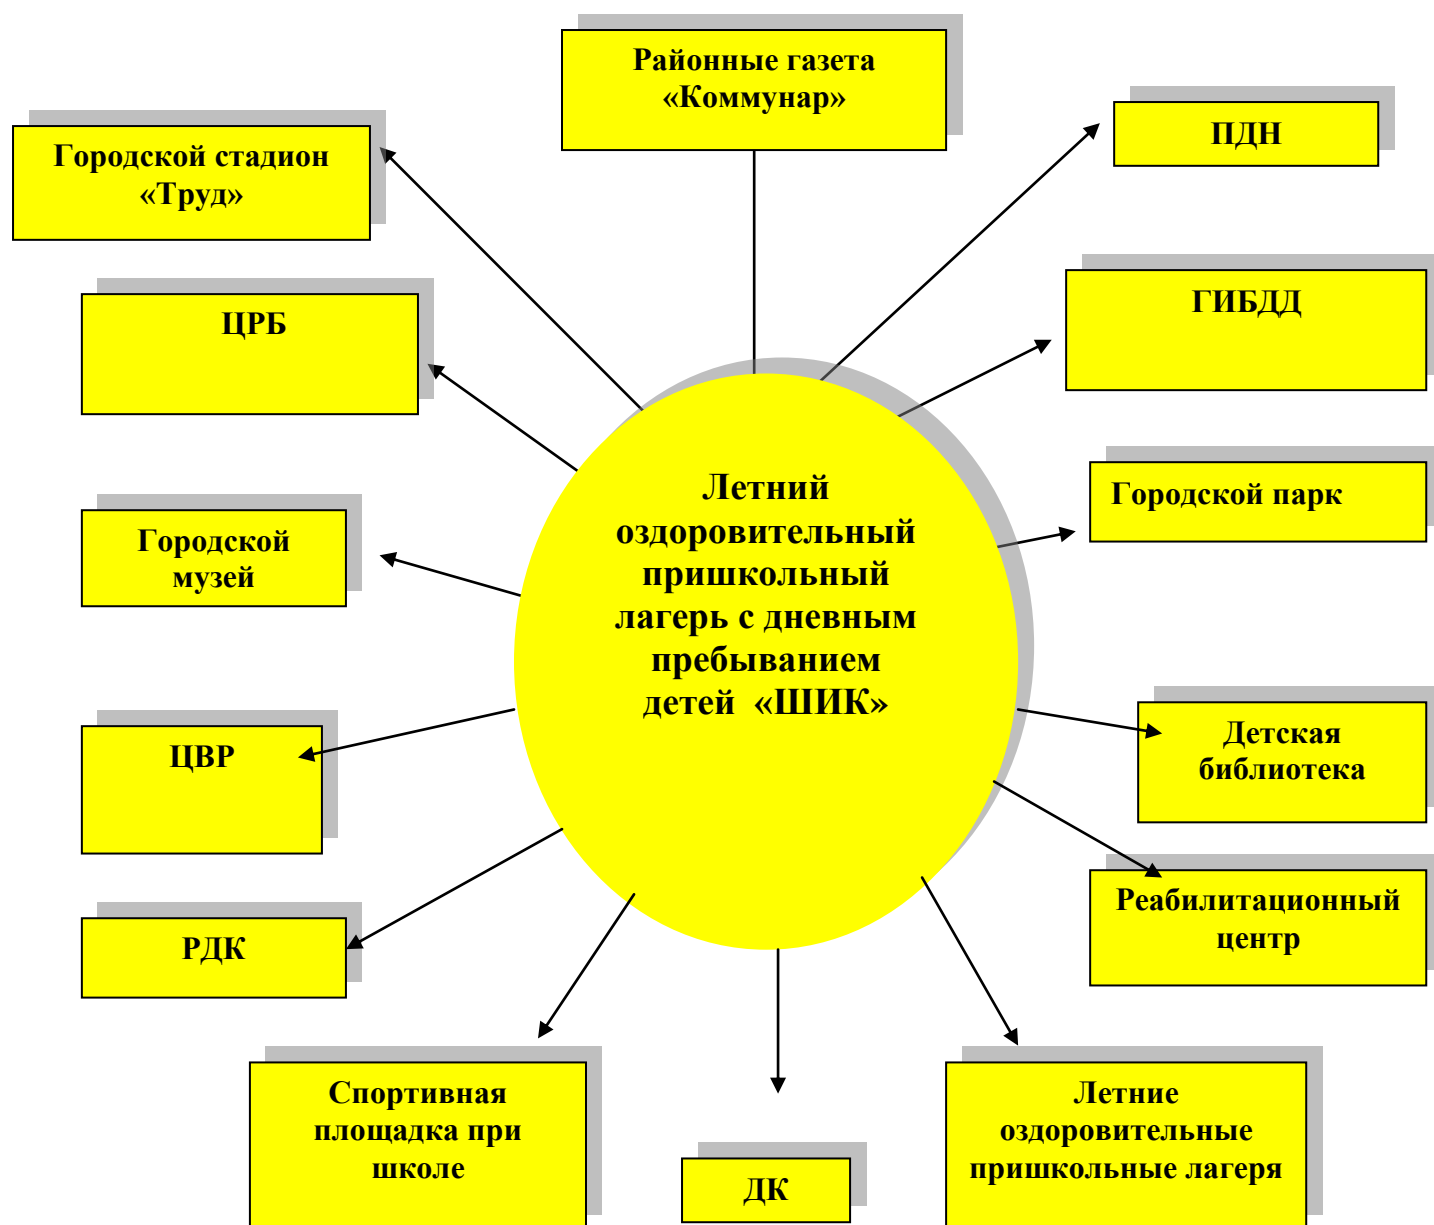 Районные газета
«Коммунар»
ПДН
Городской стадион
«Труд»
ЦРБ
ГИБДД
Городской парк
Летний
оздоровительный
пришкольный
лагерь с дневным
пребыванием
детей «ШИК»
Городской
музей
ЦВР
Детская
библиотека
Реабилитационный
центр
РДК
Спортивная
площадка при
школе
ДК
Летние
оздоровительные
пришкольные лагеря